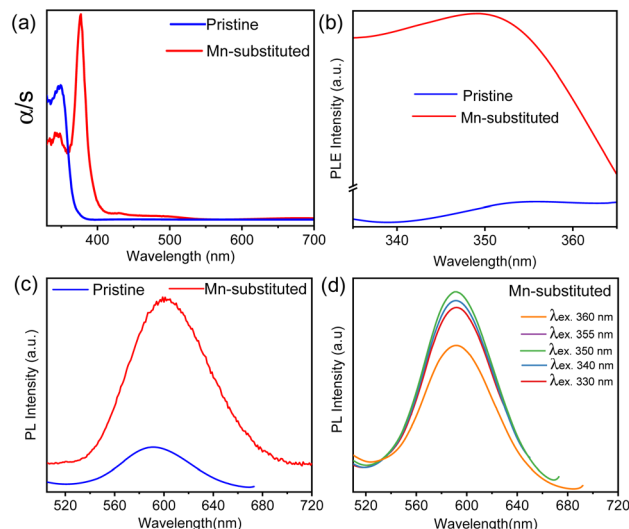 (a)
Pristine
Mn-substituted
α/s
400 500 600 700
Wavelength (nm)
(b)
Pristine
Mn-substituted
PLE Intensity (a.u.)
340 350 360
Wavelength(nm)
(c)
Pristine Mn-substituted
PL Intensity (a.u.)
520 560 600 640 680 720
Wavelength(nm)
(d)
Mn-substituted
λex. 360 nm
λex. 355 nm
λex. 350 nm
λex. 340 nm
λex. 330 nm
PL Intensity (a.u.)
520 560 600 640 680 720
Wavelength(nm)